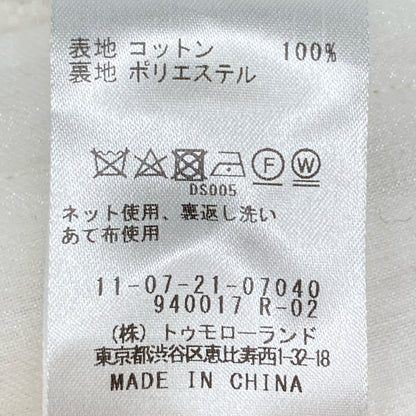 表地 コットン 100%
裏地 ポリエステル
F W
DS005
ネット使用、裏返し洗い
あて布使用
11-07-21-07040
940017 R-02
(株) トゥモローランド
東京都渋谷区恵比寿西1-32-18
MADE IN CHINA